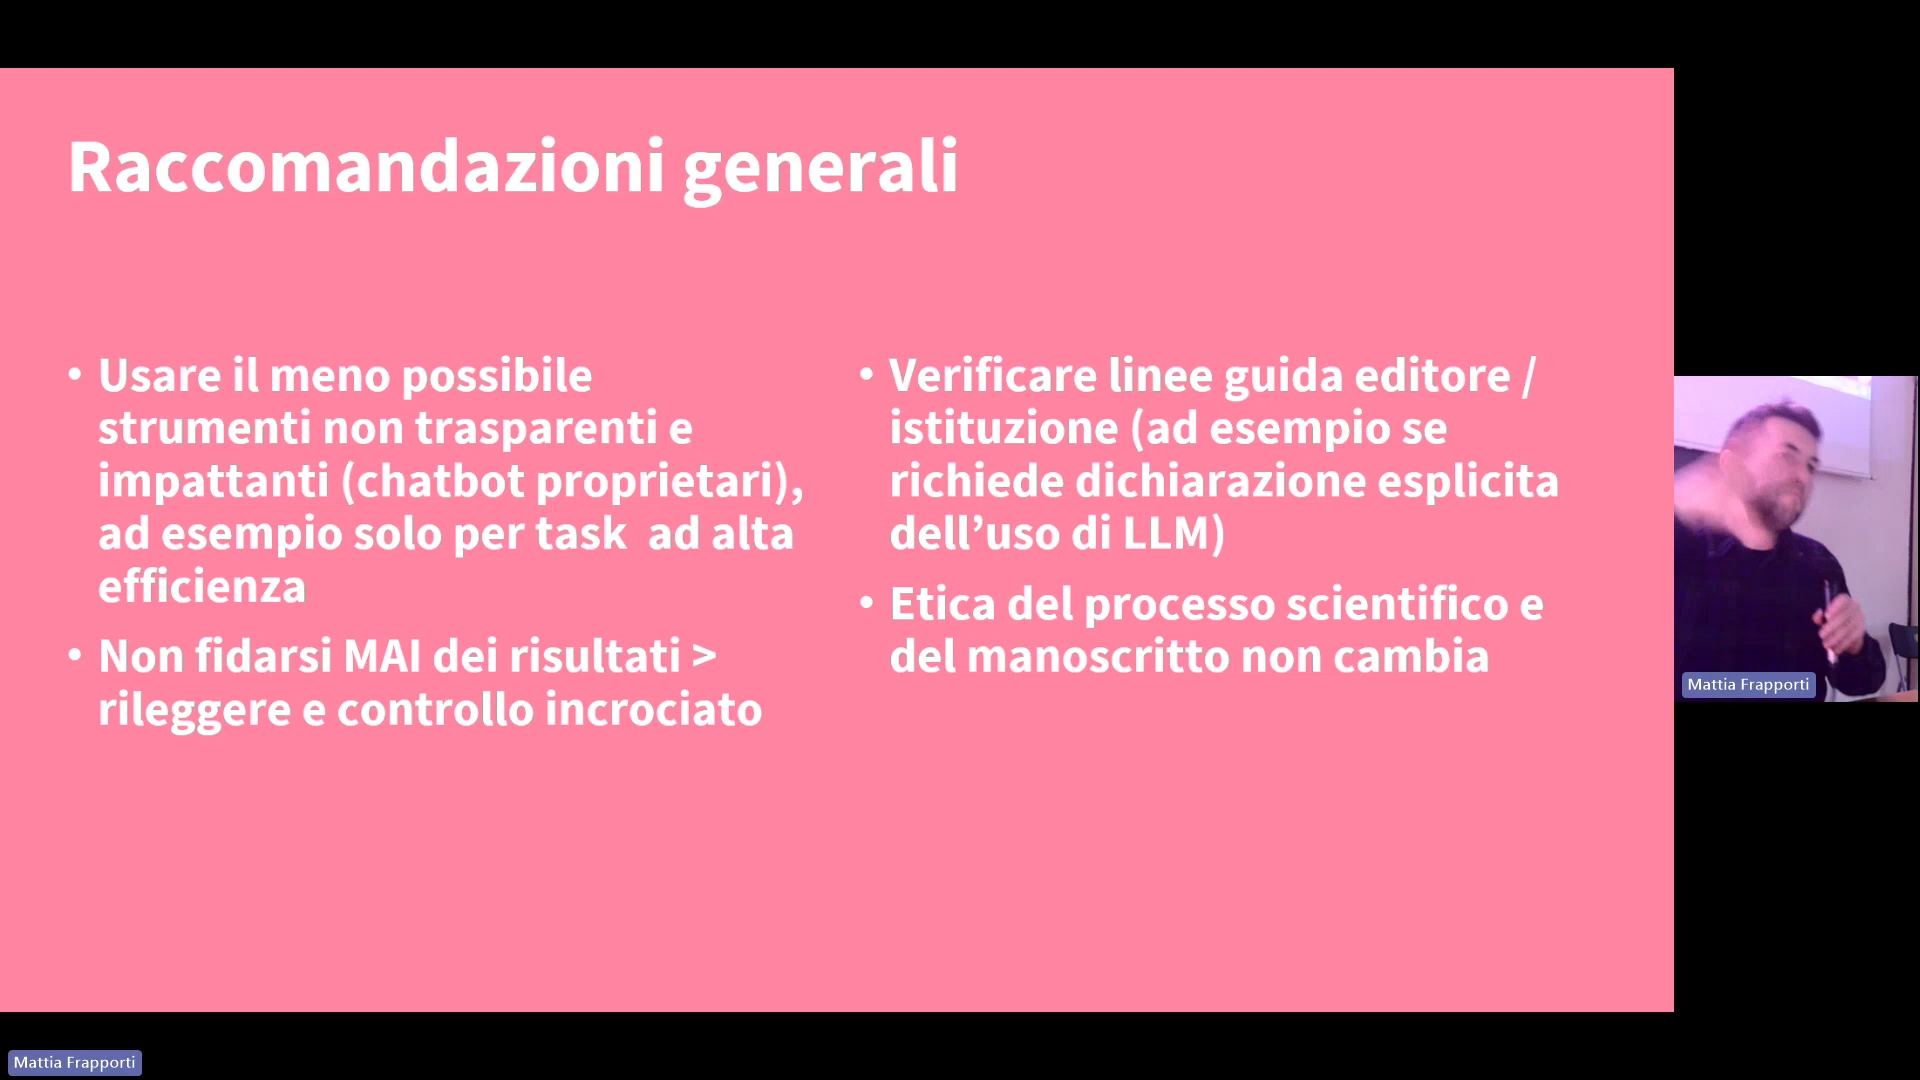 Raccomandazioni generali
• Usare il meno possibile
strumenti non trasparenti e
impattanti (chatbot proprietari),
ad esempio solo per task  ad alta
efficienza
• Non fidarsi MAI dei risultati >
rileggere e controllo incrociato
• Verificare linee guida editore /
istituzione (ad esempio se
richiede dichiarazione esplicita
dell’uso di LLM)
• Etica del processo scientifico e
del manoscritto non cambia
Mattia Frapporti
Mattia Frapporti